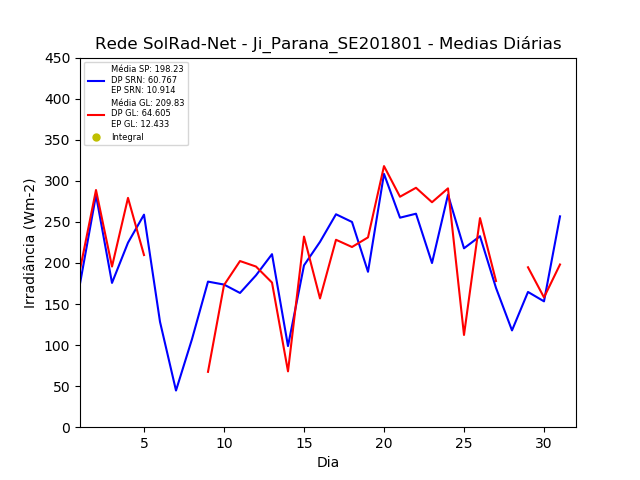 Rede SolRad-Net - Ji_Parana_SE201801 - Medias Diárias
Irradiância (Wm-2)
450
400
350
300
250
200
150
100
50
0
Média SP: 198.23
DP SRN: 60.767
EP SRN: 10.914
Média GL: 209.83
DP GL: 64.605
EP GL: 12.433
Integral
5
10
15
20
25
30
Dia